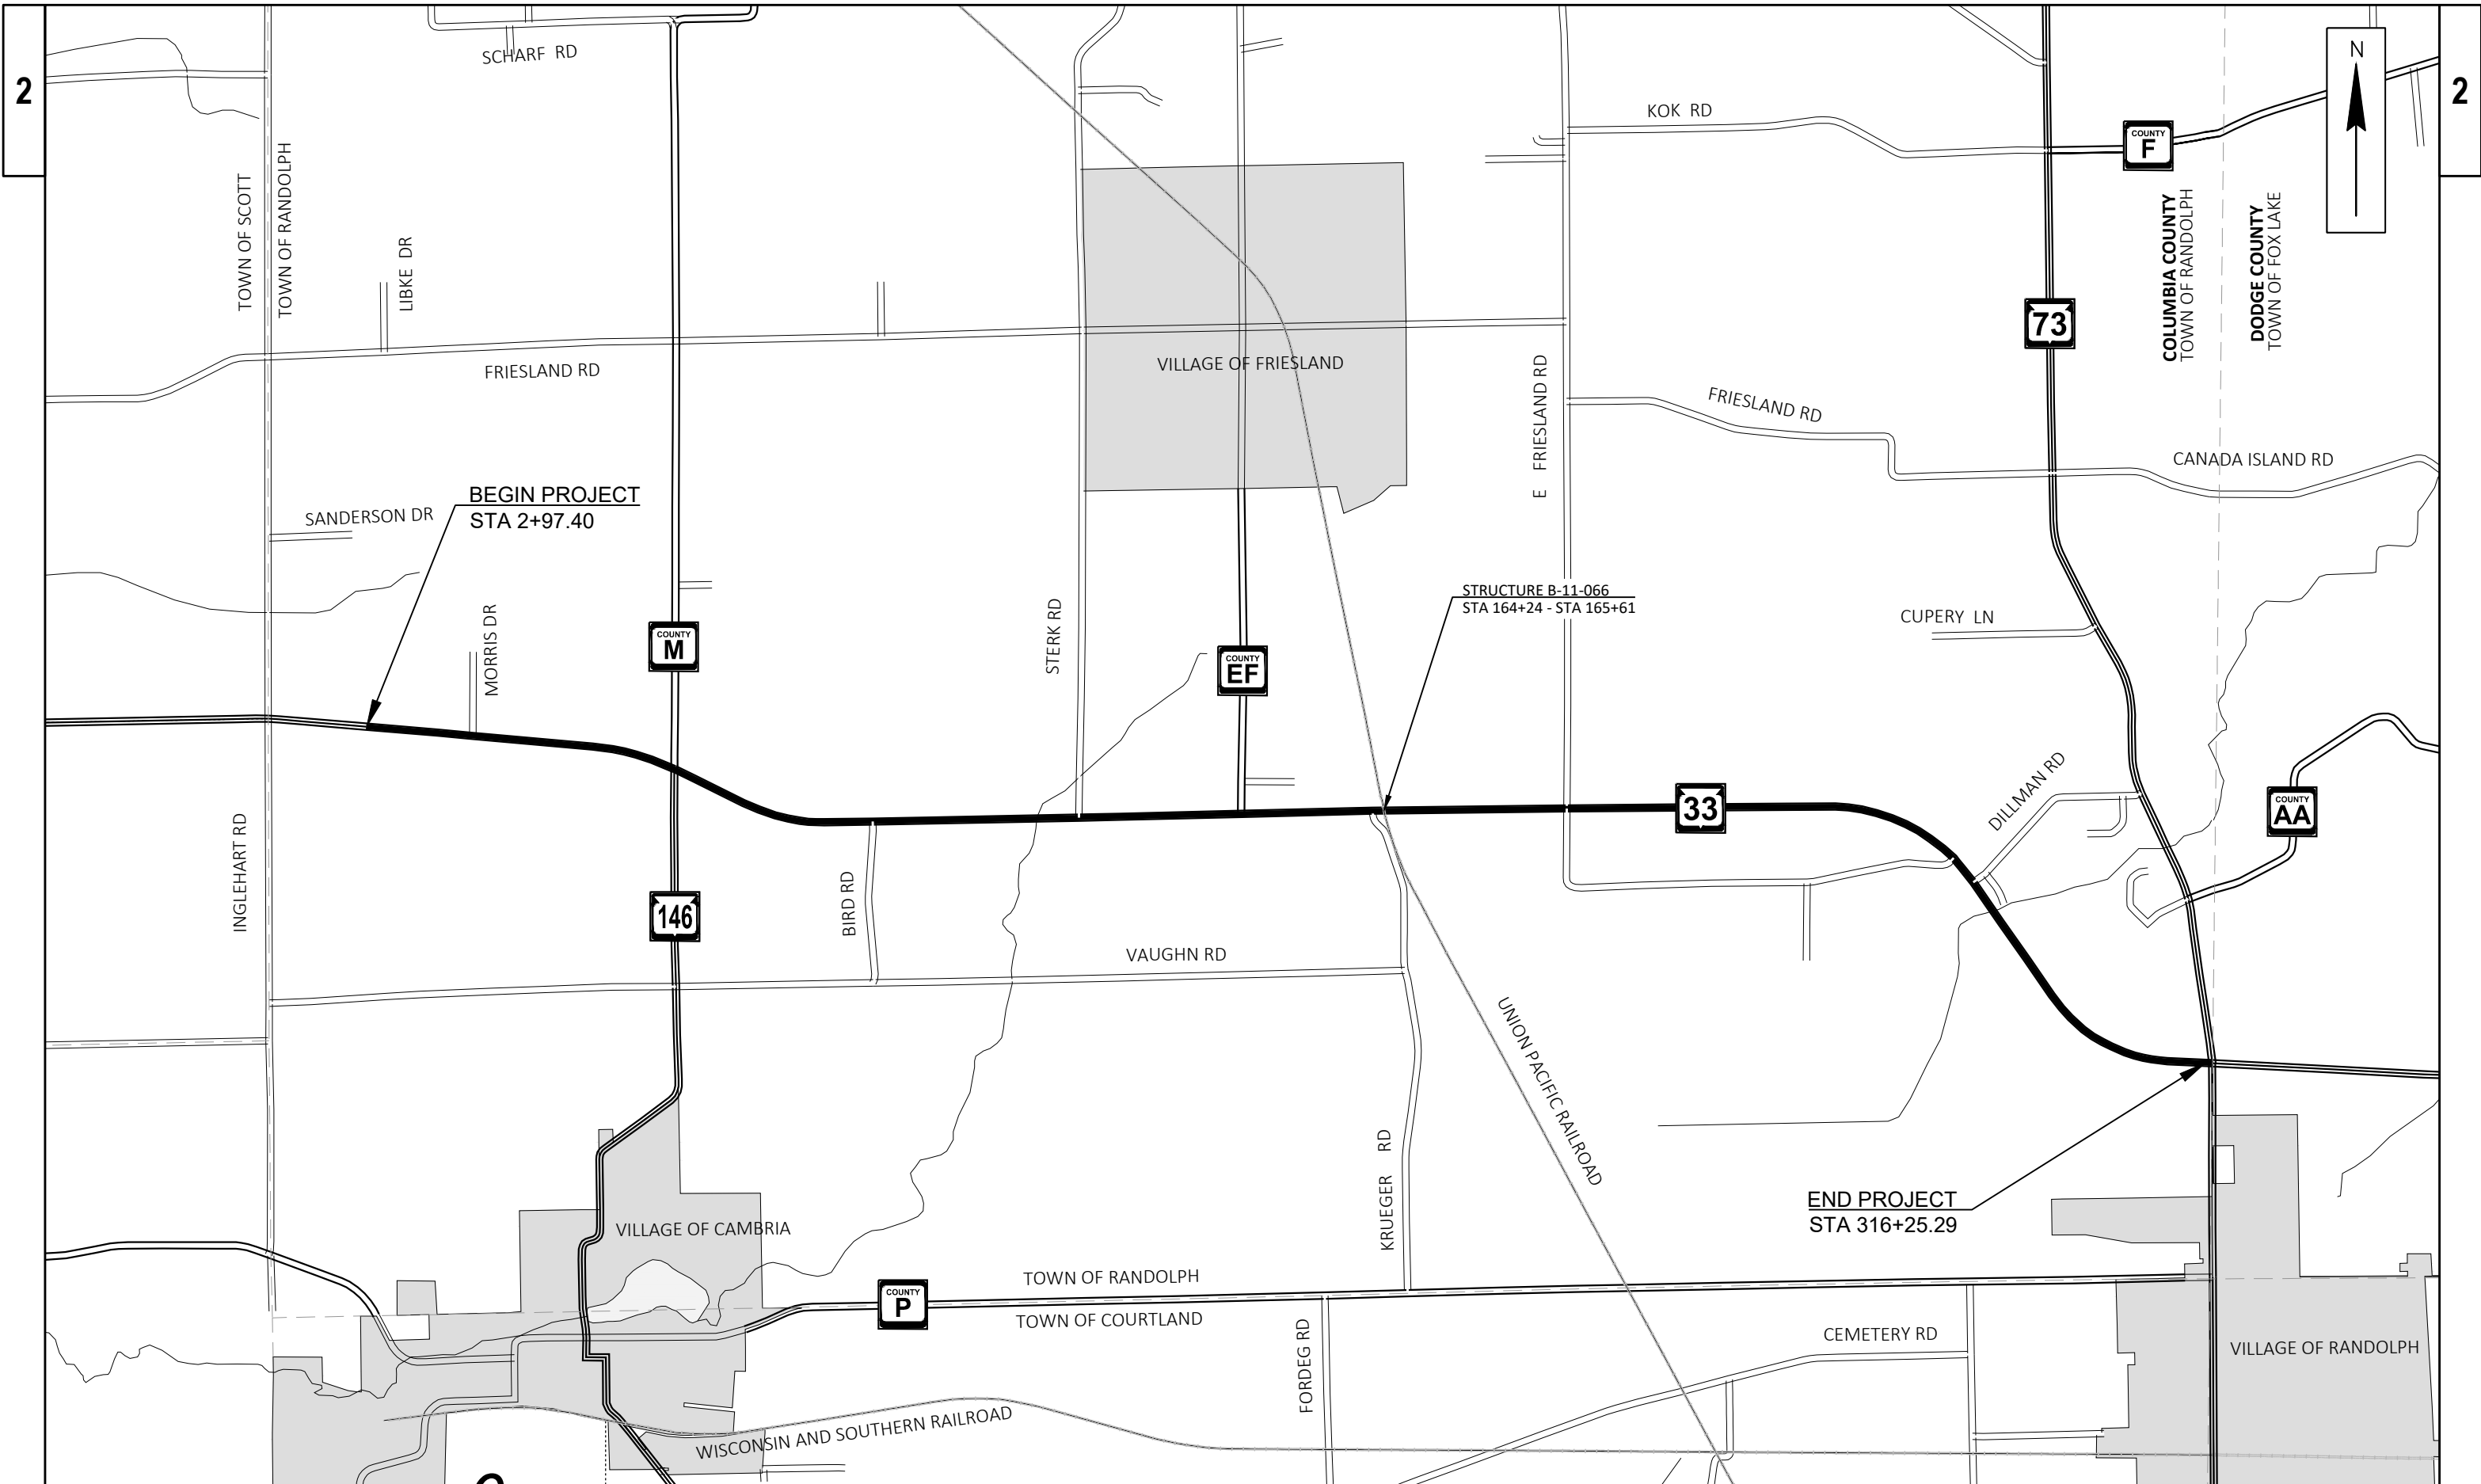 2
2
N
SCHARF RD
KOK RD
COUNTY
F
TOWN OF SCOTT
TOWN OF RANDOLPH
LIBKE DR
COLUMBIA COUNTY
TOWN OF RANDOLPH
DODGE COUNTY
TOWN OF FOX LAKE
73
FRIESLAND RD
VILLAGE OF FRIESLAND
E FRIESLAND RD
FRIESLAND RD
CANADA ISLAND RD
BEGIN PROJECT
STA 2+97.40
SANDERSON DR
STRUCTURE B-11-066
STA 164+24 - STA 165+61
CUPERY LN
MORRIS DR
COUNTY
M
STERK RD
COUNTY
EF
33
DILLMAN RD
COUNTY
AA
INGLEHART RD
146
BIRD RD
VAUGHN RD
UNION PACIFIC RAILROAD
KRUEGER RD
END PROJECT
STA 316+25.29
VILLAGE OF CAMBRIA
COUNTY
P
TOWN OF RANDOLPH
TOWN OF COURTLAND
FORDEG RD
CEMETERY RD
VILLAGE OF RANDOLPH
WISCONSIN AND SOUTHERN RAILROAD